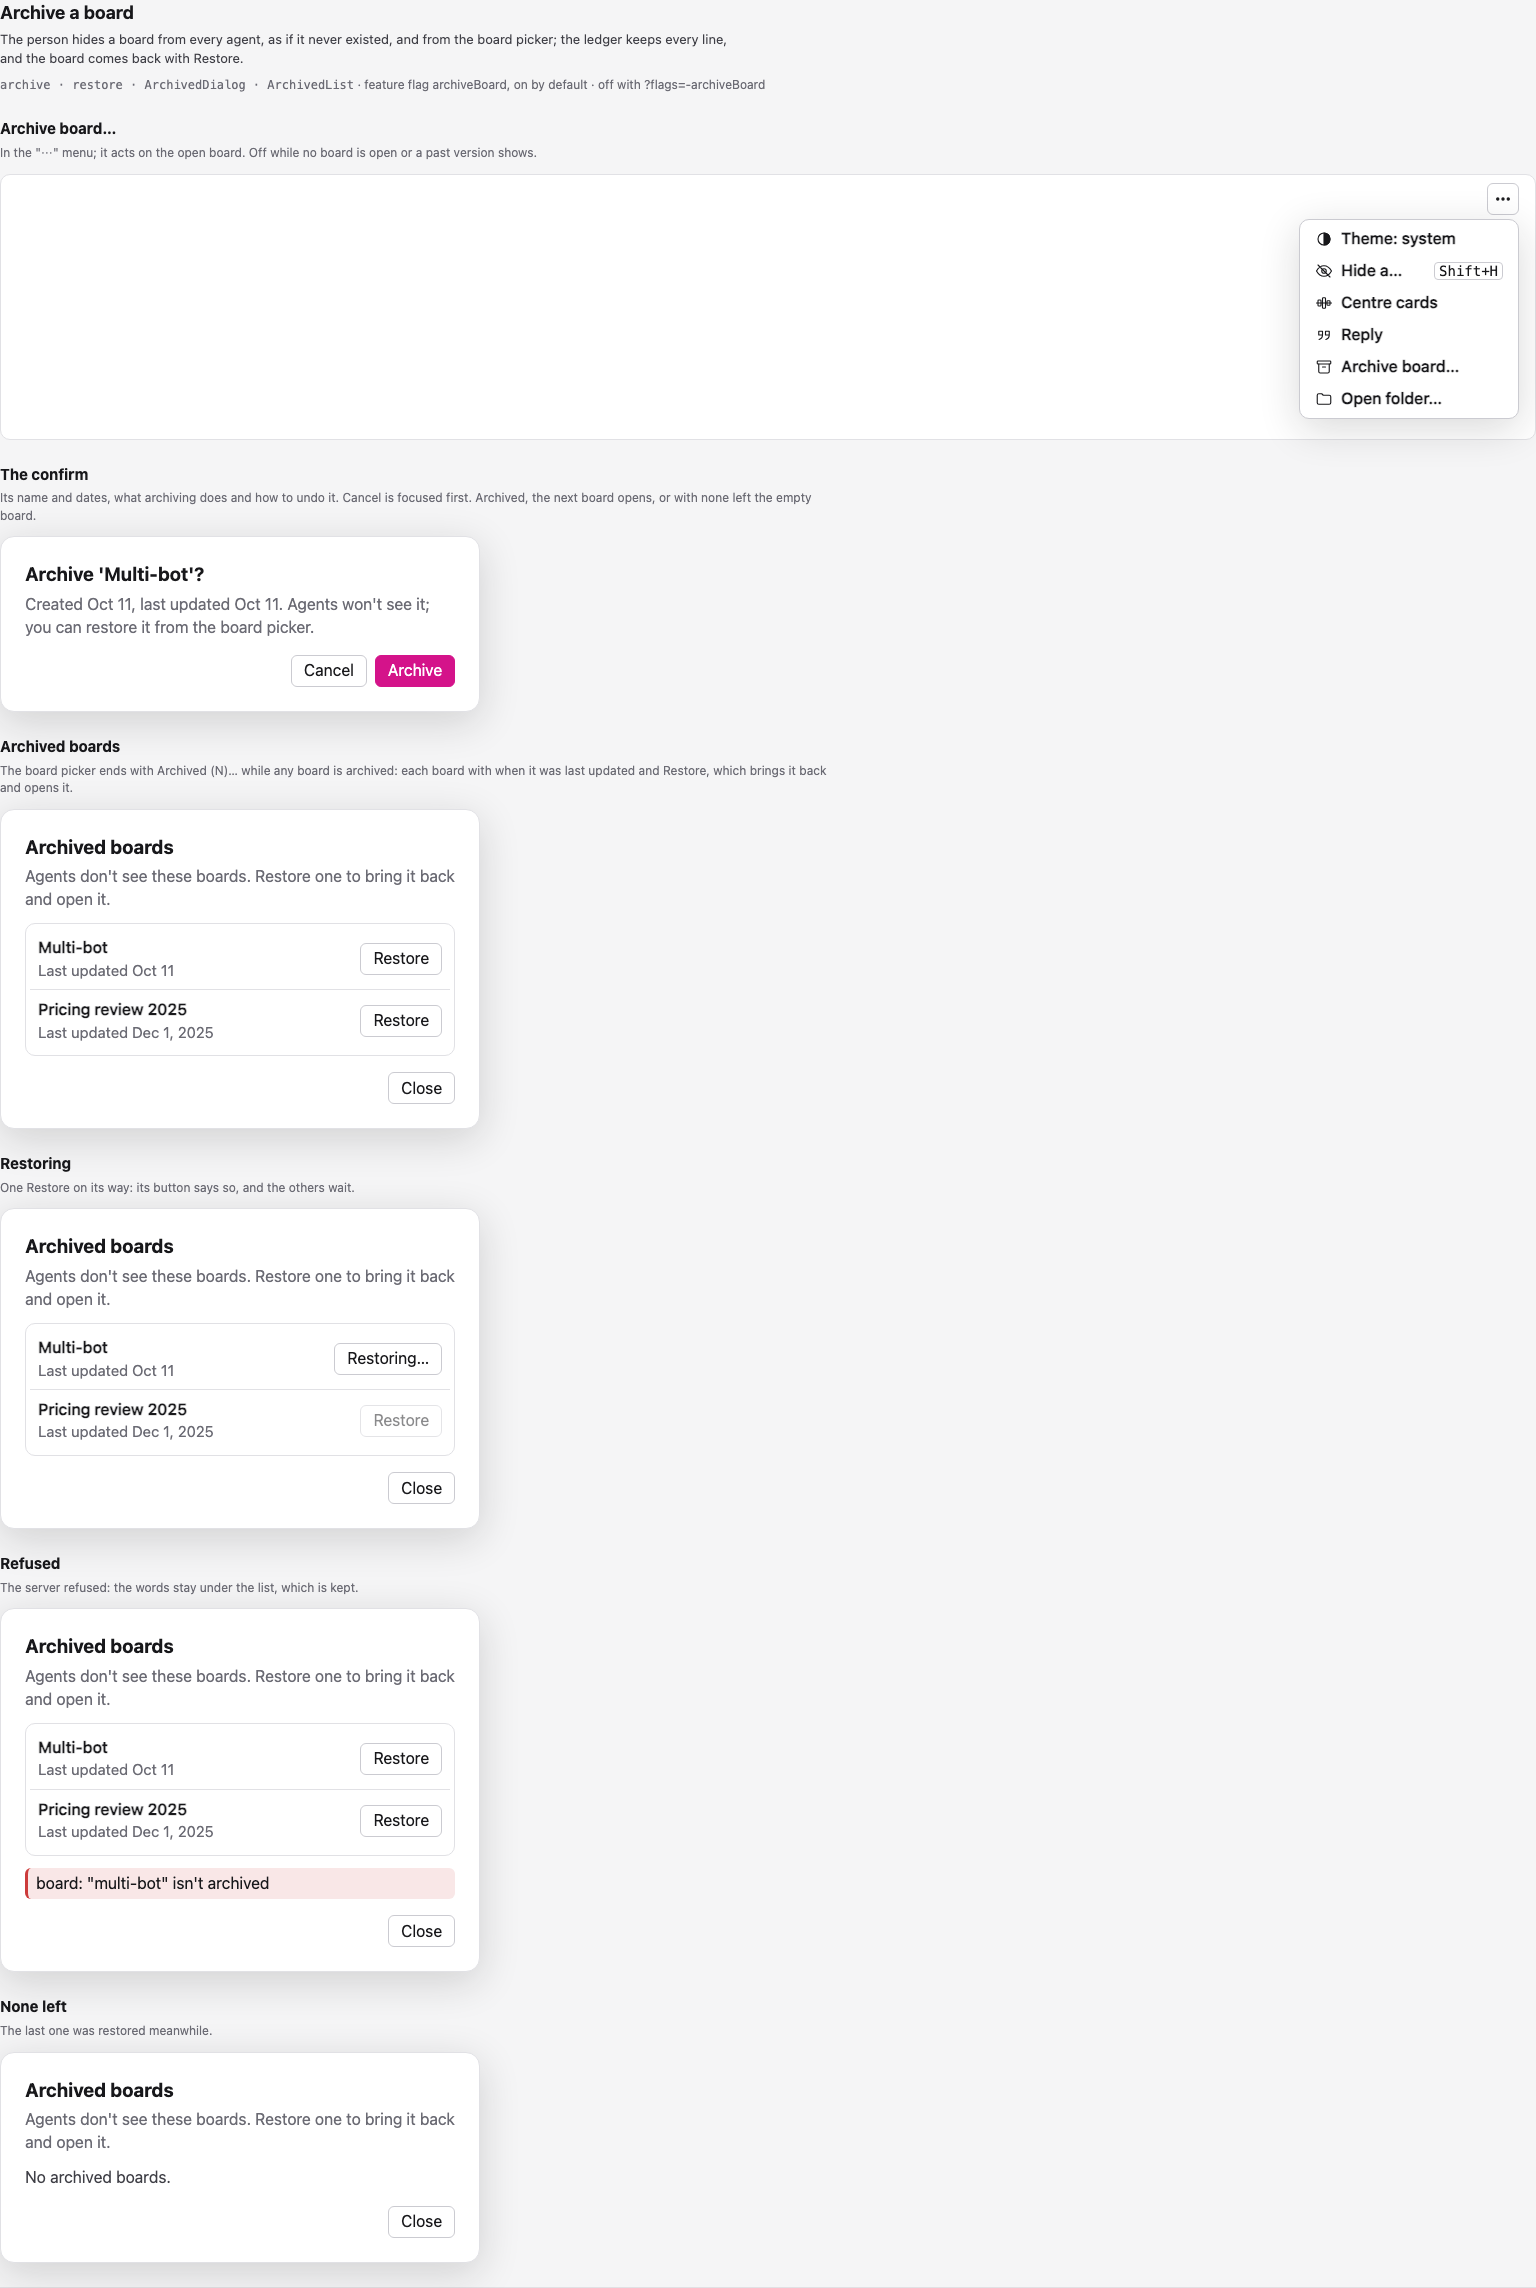 Archive a board
The person hides a board from every agent, as if it never existed, and from the board picker; the ledger keeps every line,
and the board comes back with Restore.
archive · restore · ArchivedDialog · ArchivedList · feature flag archiveBoard, on by default · off with ?flags=-archiveBoard
Archive board...
In the "···" menu; it acts on the open board. Off while no board is open or a past version shows.
Theme: system
Hide a... Shift+H
Centre cards
Reply
Archive board...
Open folder...
The confirm
Its name and dates, what archiving does and how to undo it. Cancel is focused first. Archived, the next board opens, or with none left the empty
board.
Archive 'Multi-bot'?
Created Oct 11, last updated Oct 11. Agents won't see it;
you can restore it from the board picker.
Cancel Archive
Archived boards
The board picker ends with Archived (N)... while any board is archived: each board with when it was last updated and Restore, which brings it back
and opens it.
Archived boards
Agents don't see these boards. Restore one to bring it back
and open it.
Multi-bot
Last updated Oct 11
Restore
Pricing review 2025
Last updated Dec 1, 2025
Restore
Close
Restoring
One Restore on its way: its button says so, and the others wait.
Archived boards
Agents don't see these boards. Restore one to bring it back
and open it.
Multi-bot
Last updated Oct 11
Restoring...
Pricing review 2025
Last updated Dec 1, 2025
Restore
Close
Refused
The server refused: the words stay under the list, which is kept.
Archived boards
Agents don't see these boards. Restore one to bring it back
and open it.
Multi-bot
Last updated Oct 11
Restore
Pricing review 2025
Last updated Dec 1, 2025
Restore
board: "multi-bot" isn't archived
Close
None left
The last one was restored meanwhile.
Archived boards
Agents don't see these boards. Restore one to bring it back
and open it.
No archived boards.
Close